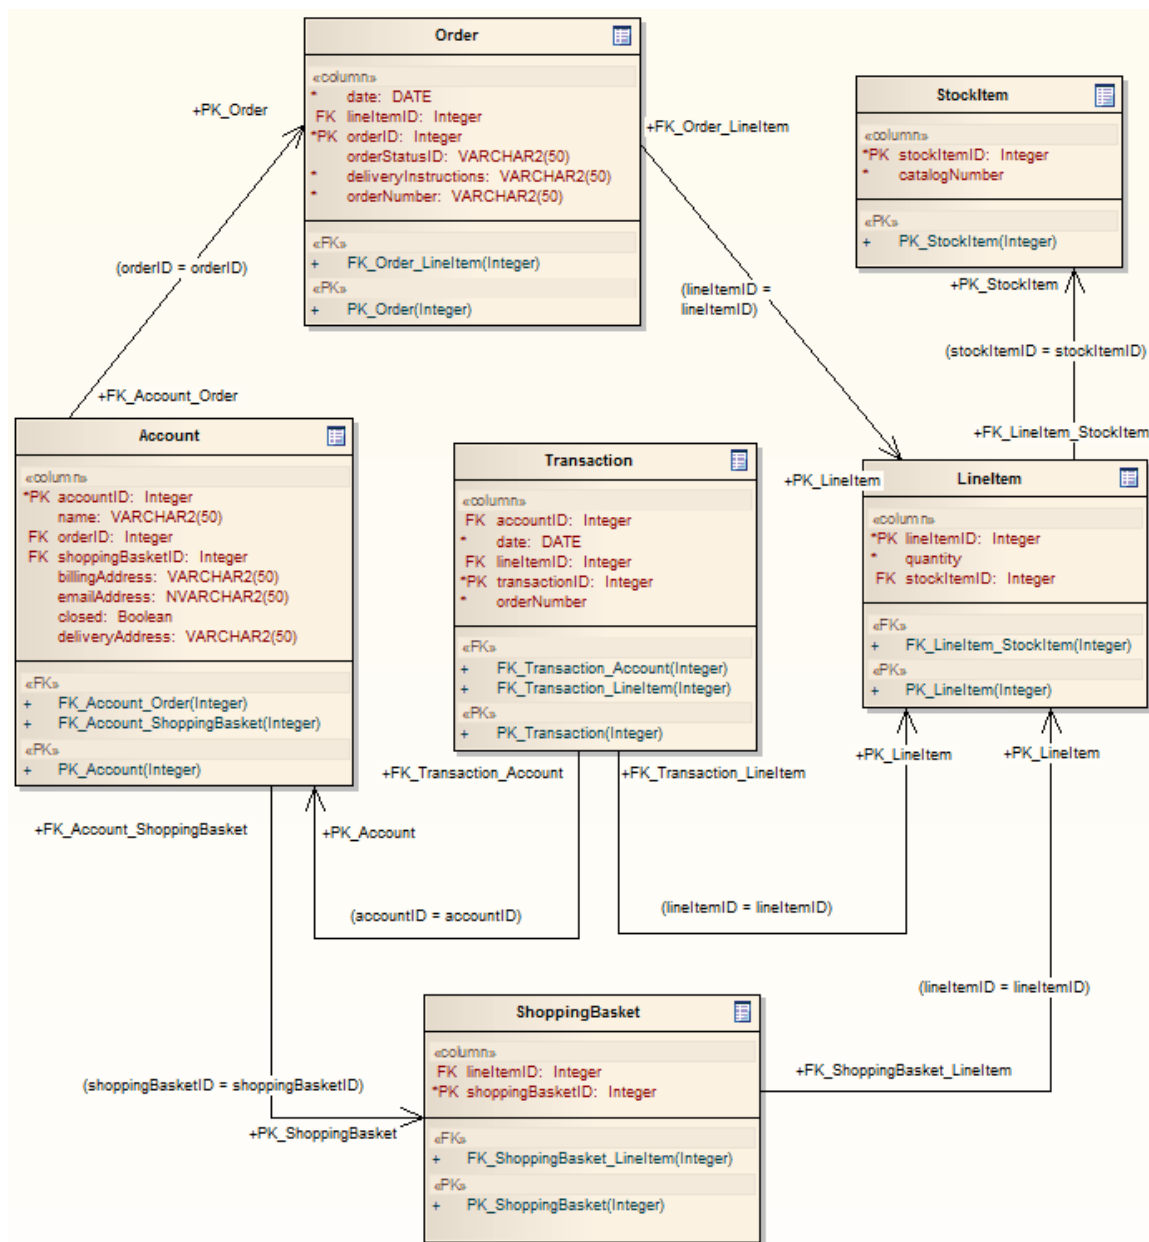 Order
«column»
* date: DATE
FK lineItemID: Integer
*PK orderID: Integer
orderStatusID: VARCHAR2(50)
* deliveryInstructions: VARCHAR2(50)
* orderNumber: VARCHAR2(50)
«FK»
+ FK_Order_LineItem(Integer)
«PK»
+ PK_Order(Integer)
+PK_Order
(orderID = orderID)
+FK_Account_Order
+FK_Order_LineItem
(lineItemID =
lineItemID)
+PK_LineItem
StockItem
«column»
*PK stockItemID: Integer
* catalogNumber
«PK»
+ PK_StockItem(Integer)
+PK_StockItem
(stockItemID = stockItemID)
+FK_LineItem_StockItem
Account
«column»
*PK accountID: Integer
name: VARCHAR2(50)
FK orderID: Integer
FK shoppingBasketID: Integer
billingAddress: VARCHAR2(50)
emailAddress: NVARCHAR2(50)
closed: Boolean
deliveryAddress: VARCHAR2(50)
«FK»
+ FK_Account_Order(Integer)
+ FK_Account_ShoppingBasket(Integer)
«PK»
+ PK_Account(Integer)
Transaction
«column»
FK accountID: Integer
* date: DATE
FK lineItemID: Integer
*PK transactionID: Integer
* orderNumber
«FK»
+ FK_Transaction_Account(Integer)
+ FK_Transaction_LineItem(Integer)
«PK»
+ PK_Transaction(Integer)
LineItem
«column»
*PK lineItemID: Integer
* quantity
FK stockItemID: Integer
«FK»
+ FK_LineItem_StockItem(Integer)
«PK»
+ PK_LineItem(Integer)
+FK_Transaction_Account
+FK_Transaction_LineItem
+PK_LineItem
+PK_LineItem
+FK_Account_ShoppingBasket
+PK_Account
(accountID = accountID)
(lineItemID = lineItemID)
(lineItemID = lineItemID)
(shoppingBasketID = shoppingBasketID)
+PK_ShoppingBasket
ShoppingBasket
«column»
FK lineItemID: Integer
*PK shoppingBasketID: Integer
«FK»
+ FK_ShoppingBasket_LineItem(Integer)
«PK»
+ PK_ShoppingBasket(Integer)
+FK_ShoppingBasket_LineItem